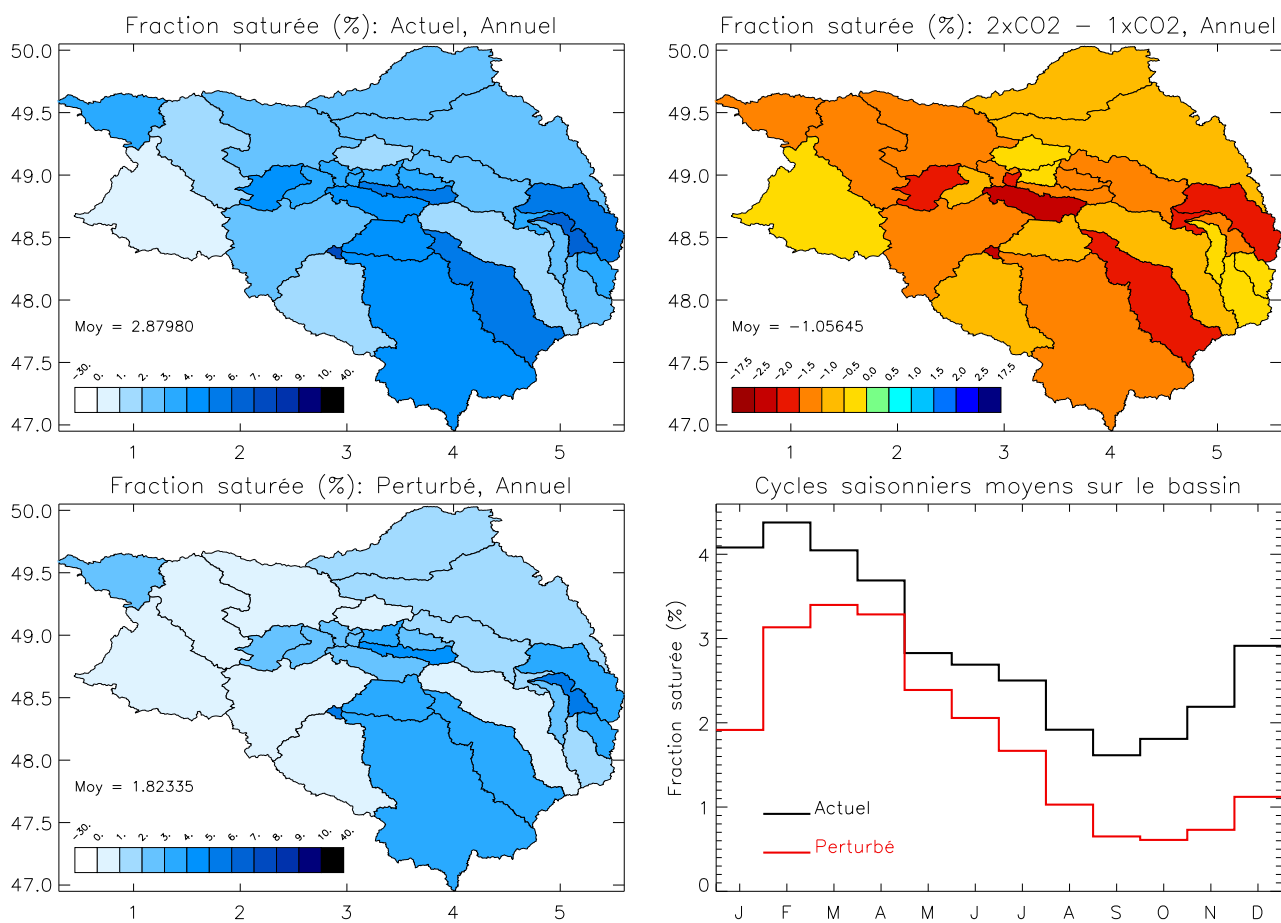 Fraction saturée (%): Actuel, Annuel
50.0
49.5
49.0
48.5
48.0
47.5
47.0
Moy = 2.87980
-30. 0. 1. 2. 3. 4. 5. 6. 7. 8. 9. 10. 40.
1 2 3 4 5
Fraction saturée (%): 2xCO2 - 1xCO2, Annuel
50.0
49.5
49.0
48.5
48.0
47.5
47.0
Moy = -1.05645
-17.5 -2.5 -2.0 -1.5 -1.0 -0.5 0.0 0.5 1.0 1.5 2.0 2.5 17.5
1 2 3 4 5
Fraction saturée (%): Perturbé, Annuel
50.0
49.5
49.0
48.5
48.0
47.5
47.0
Moy = 1.82335
-30. 0. 1. 2. 3. 4. 5. 6. 7. 8. 9. 10. 40.
1 2 3 4 5
Cycles saisonniers moyens sur le bassin
Fraction saturée (%)
4
3
2
1
0
Actuel
Perturbé
J F M A M J J A S O N D